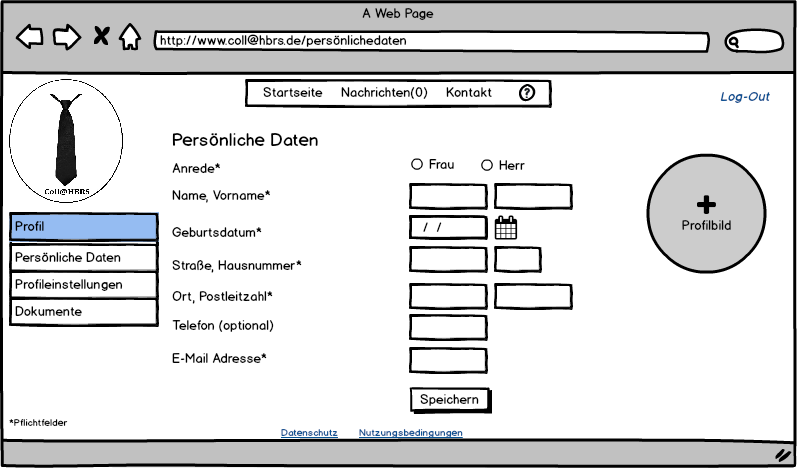 A Web Page
http://www.coll@hbrs.de/persönlichedaten
Startseite Nachrichten(0) Kontakt ?
Log-Out
Coll@HBRS
Persönliche Daten
Anrede* Frau Herr
Name, Vorname*
Profil
Geburtsdatum* / /
Profilbild
Persönliche Daten
Straße, Hausnummer*
Profileinstellungen
Ort, Postleitzahl*
Dokumente
Telefon (optional)
E-Mail Adresse*
Speichern
*Pflichtfelder
Datenschutz Nutzungsbedingungen